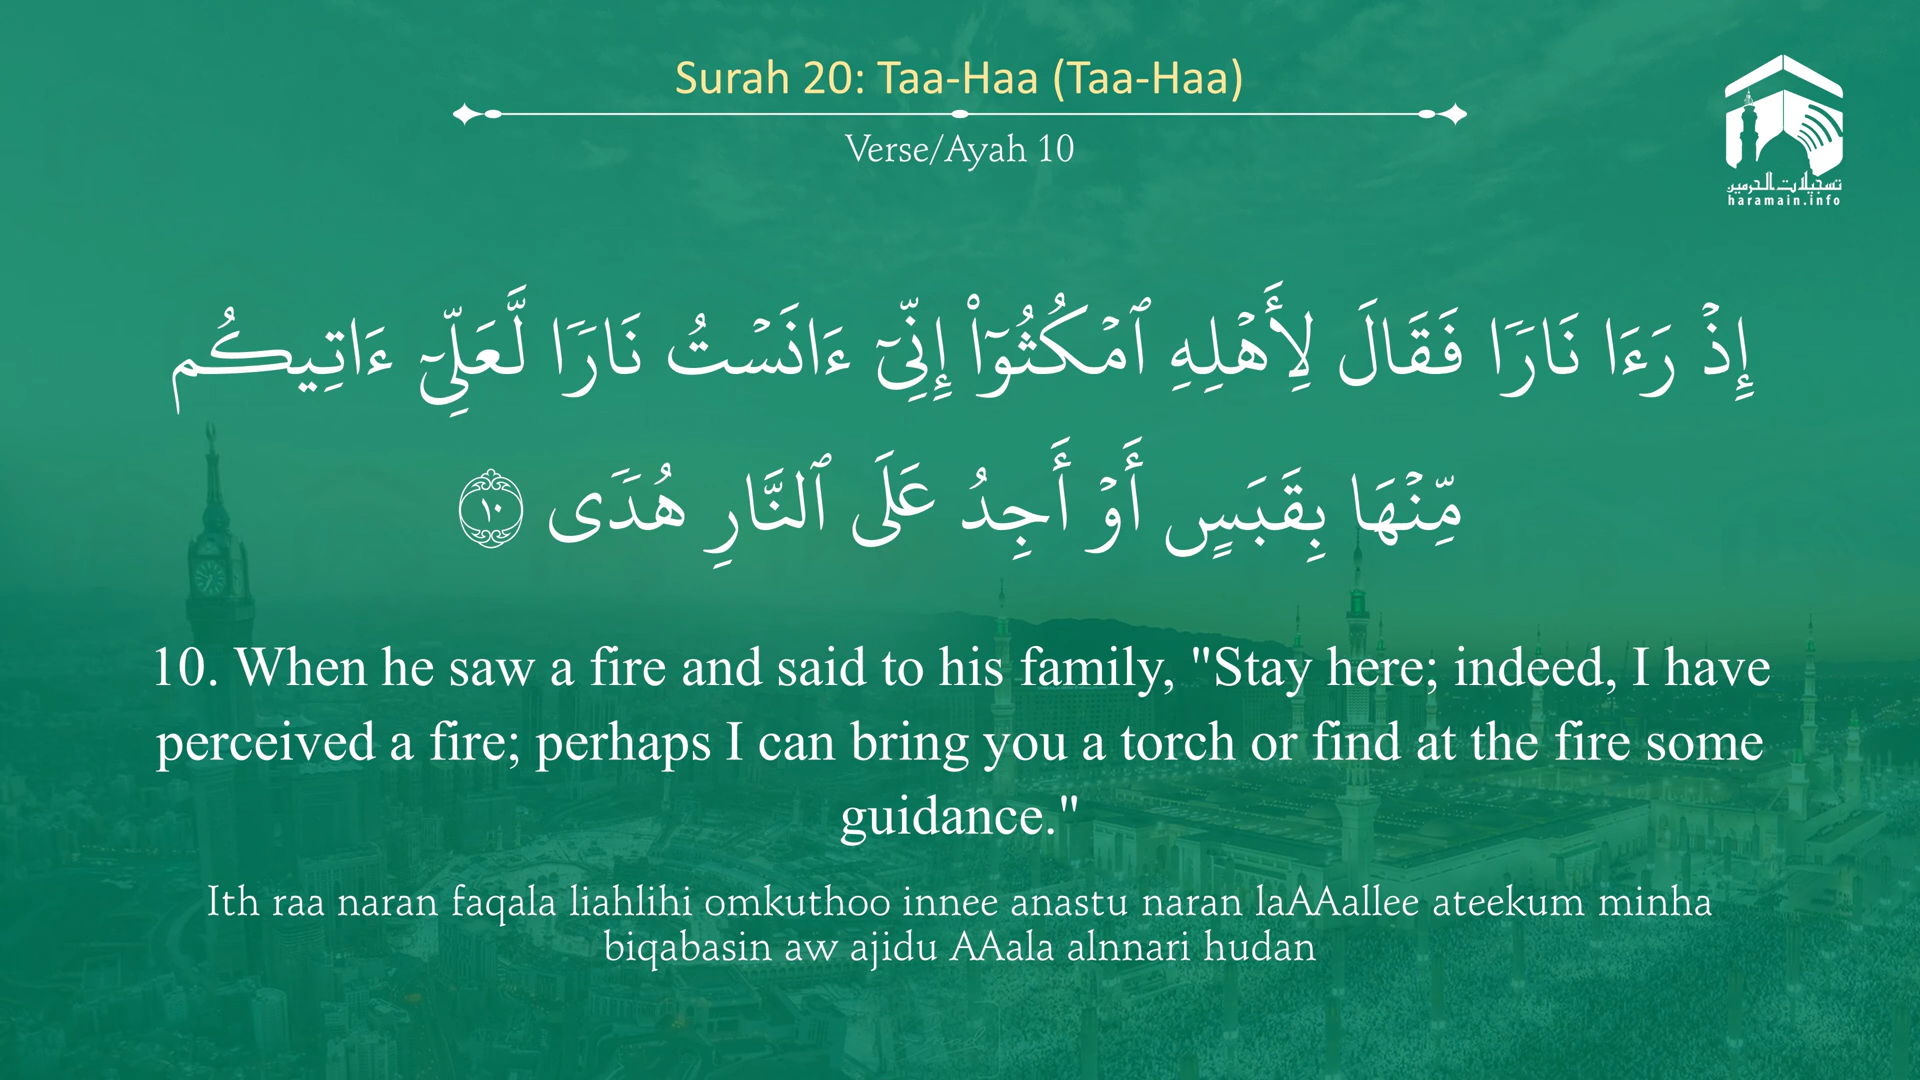 Surah 20: Taa-Haa (Taa-Haa)
Verse/Ayah 10
تسجيلات الحرمين
haramain.info
إِذۡ رَءَا نَارࣰا فَقَالَ لِأَهۡلِهِ ٱمۡكُثُوٓا۟ إِنِّیٓ ءَانَسۡتُ نَارࣰا لَّعَلِّیٓ ءَاتِیكُم
مِّنۡهَا بِقَبَسٍ أَوۡ أَجِدُ عَلَى ٱلنَّارِ هُدࣰى ١٠
10. When he saw a fire and said to his family, "Stay here; indeed, I have
perceived a fire; perhaps I can bring you a torch or find at the fire some
guidance."
Ith raa naran faqala liahlihi omkuthoo innee anastu naran laAAallee ateekum minha
biqabasin aw ajidu AAala alnnari hudan